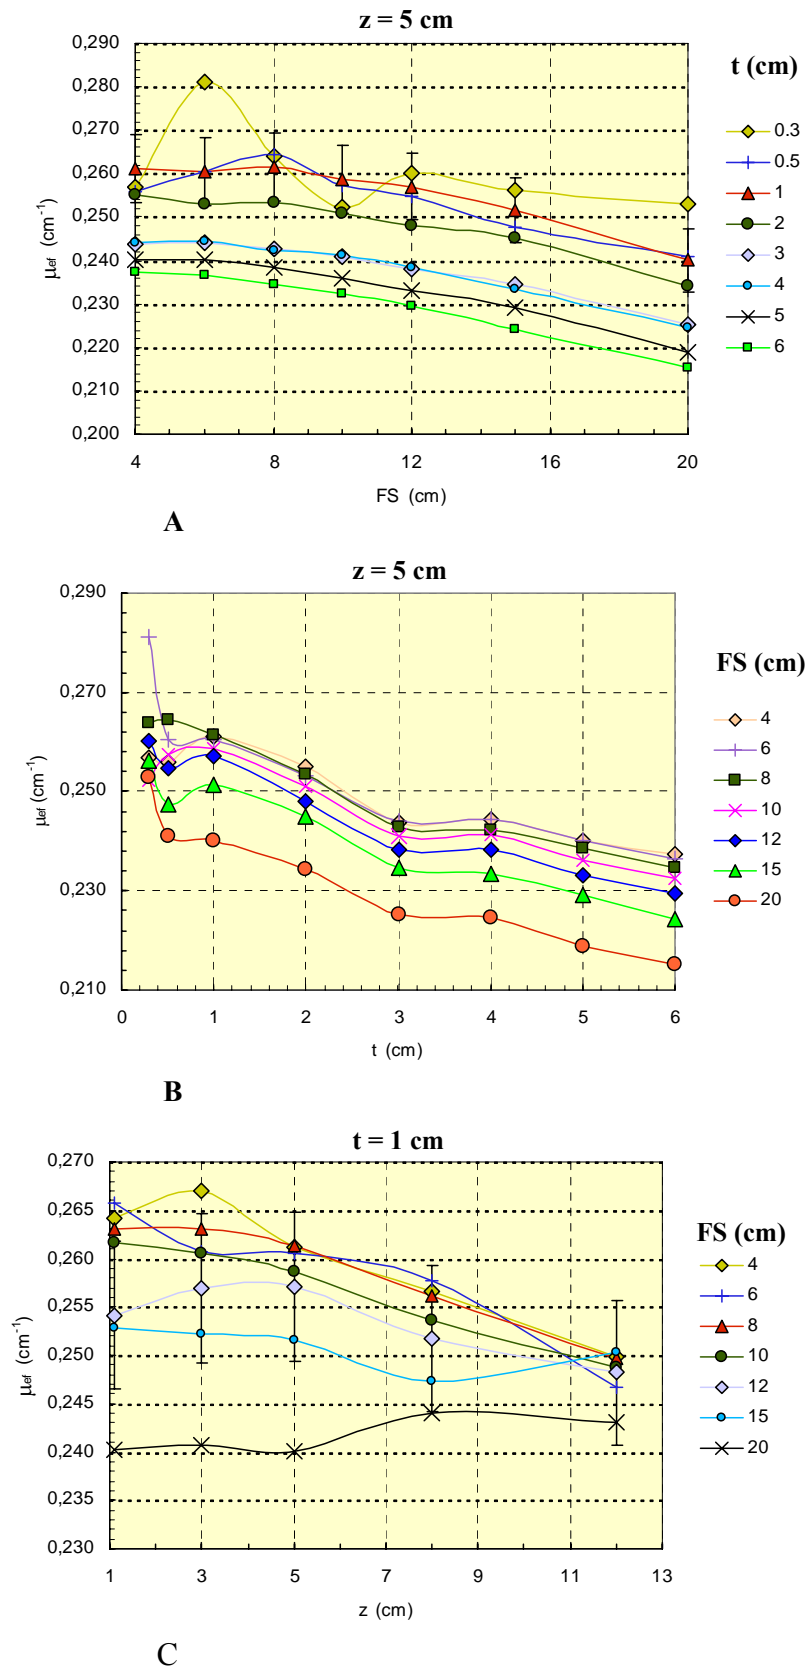 z = 5 cm
0,290
0,280
0,270
0,260
0,250
0,240
0,230
0,220
0,210
0,200
μef (cm-1)
4 8 12 16 20
FS (cm)
t (cm)
0.3
0.5
1
2
3
4
5
6
A
z = 5 cm
0,290
0,270
0,250
0,230
0,210
μef (cm-1)
0 1 2 3 4 5 6
t (cm)
FS (cm)
4
6
8
10
12
15
20
B
t = 1 cm
0,270
0,265
0,260
0,255
0,250
0,245
0,240
0,235
0,230
μef (cm-1)
1 3 5 7 9 11 13
z (cm)
FS (cm)
4
6
8
10
12
15
20
C